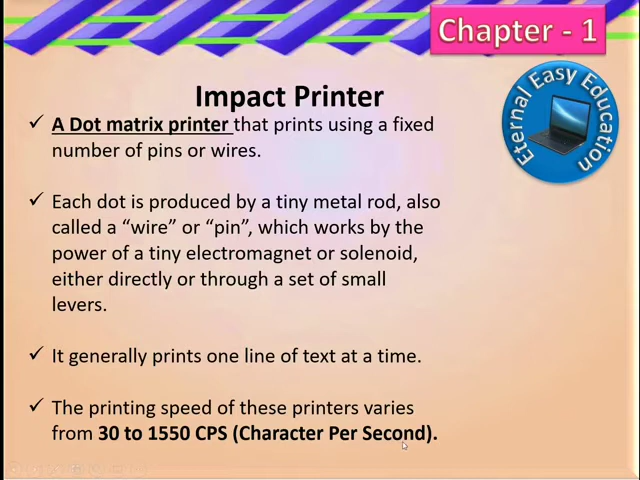 Chapter - 1
Eternal Easy Education
Impact Printer
✓ A Dot matrix printer that prints using a fixed
number of pins or wires.
✓ Each dot is produced by a tiny metal rod, also
called a “wire” or “pin”, which works by the
power of a tiny electromagnet or solenoid,
either directly or through a set of small
levers.
✓ It generally prints one line of text at a time.
✓ The printing speed of these printers varies
from 30 to 1550 CPS (Character Per Second).